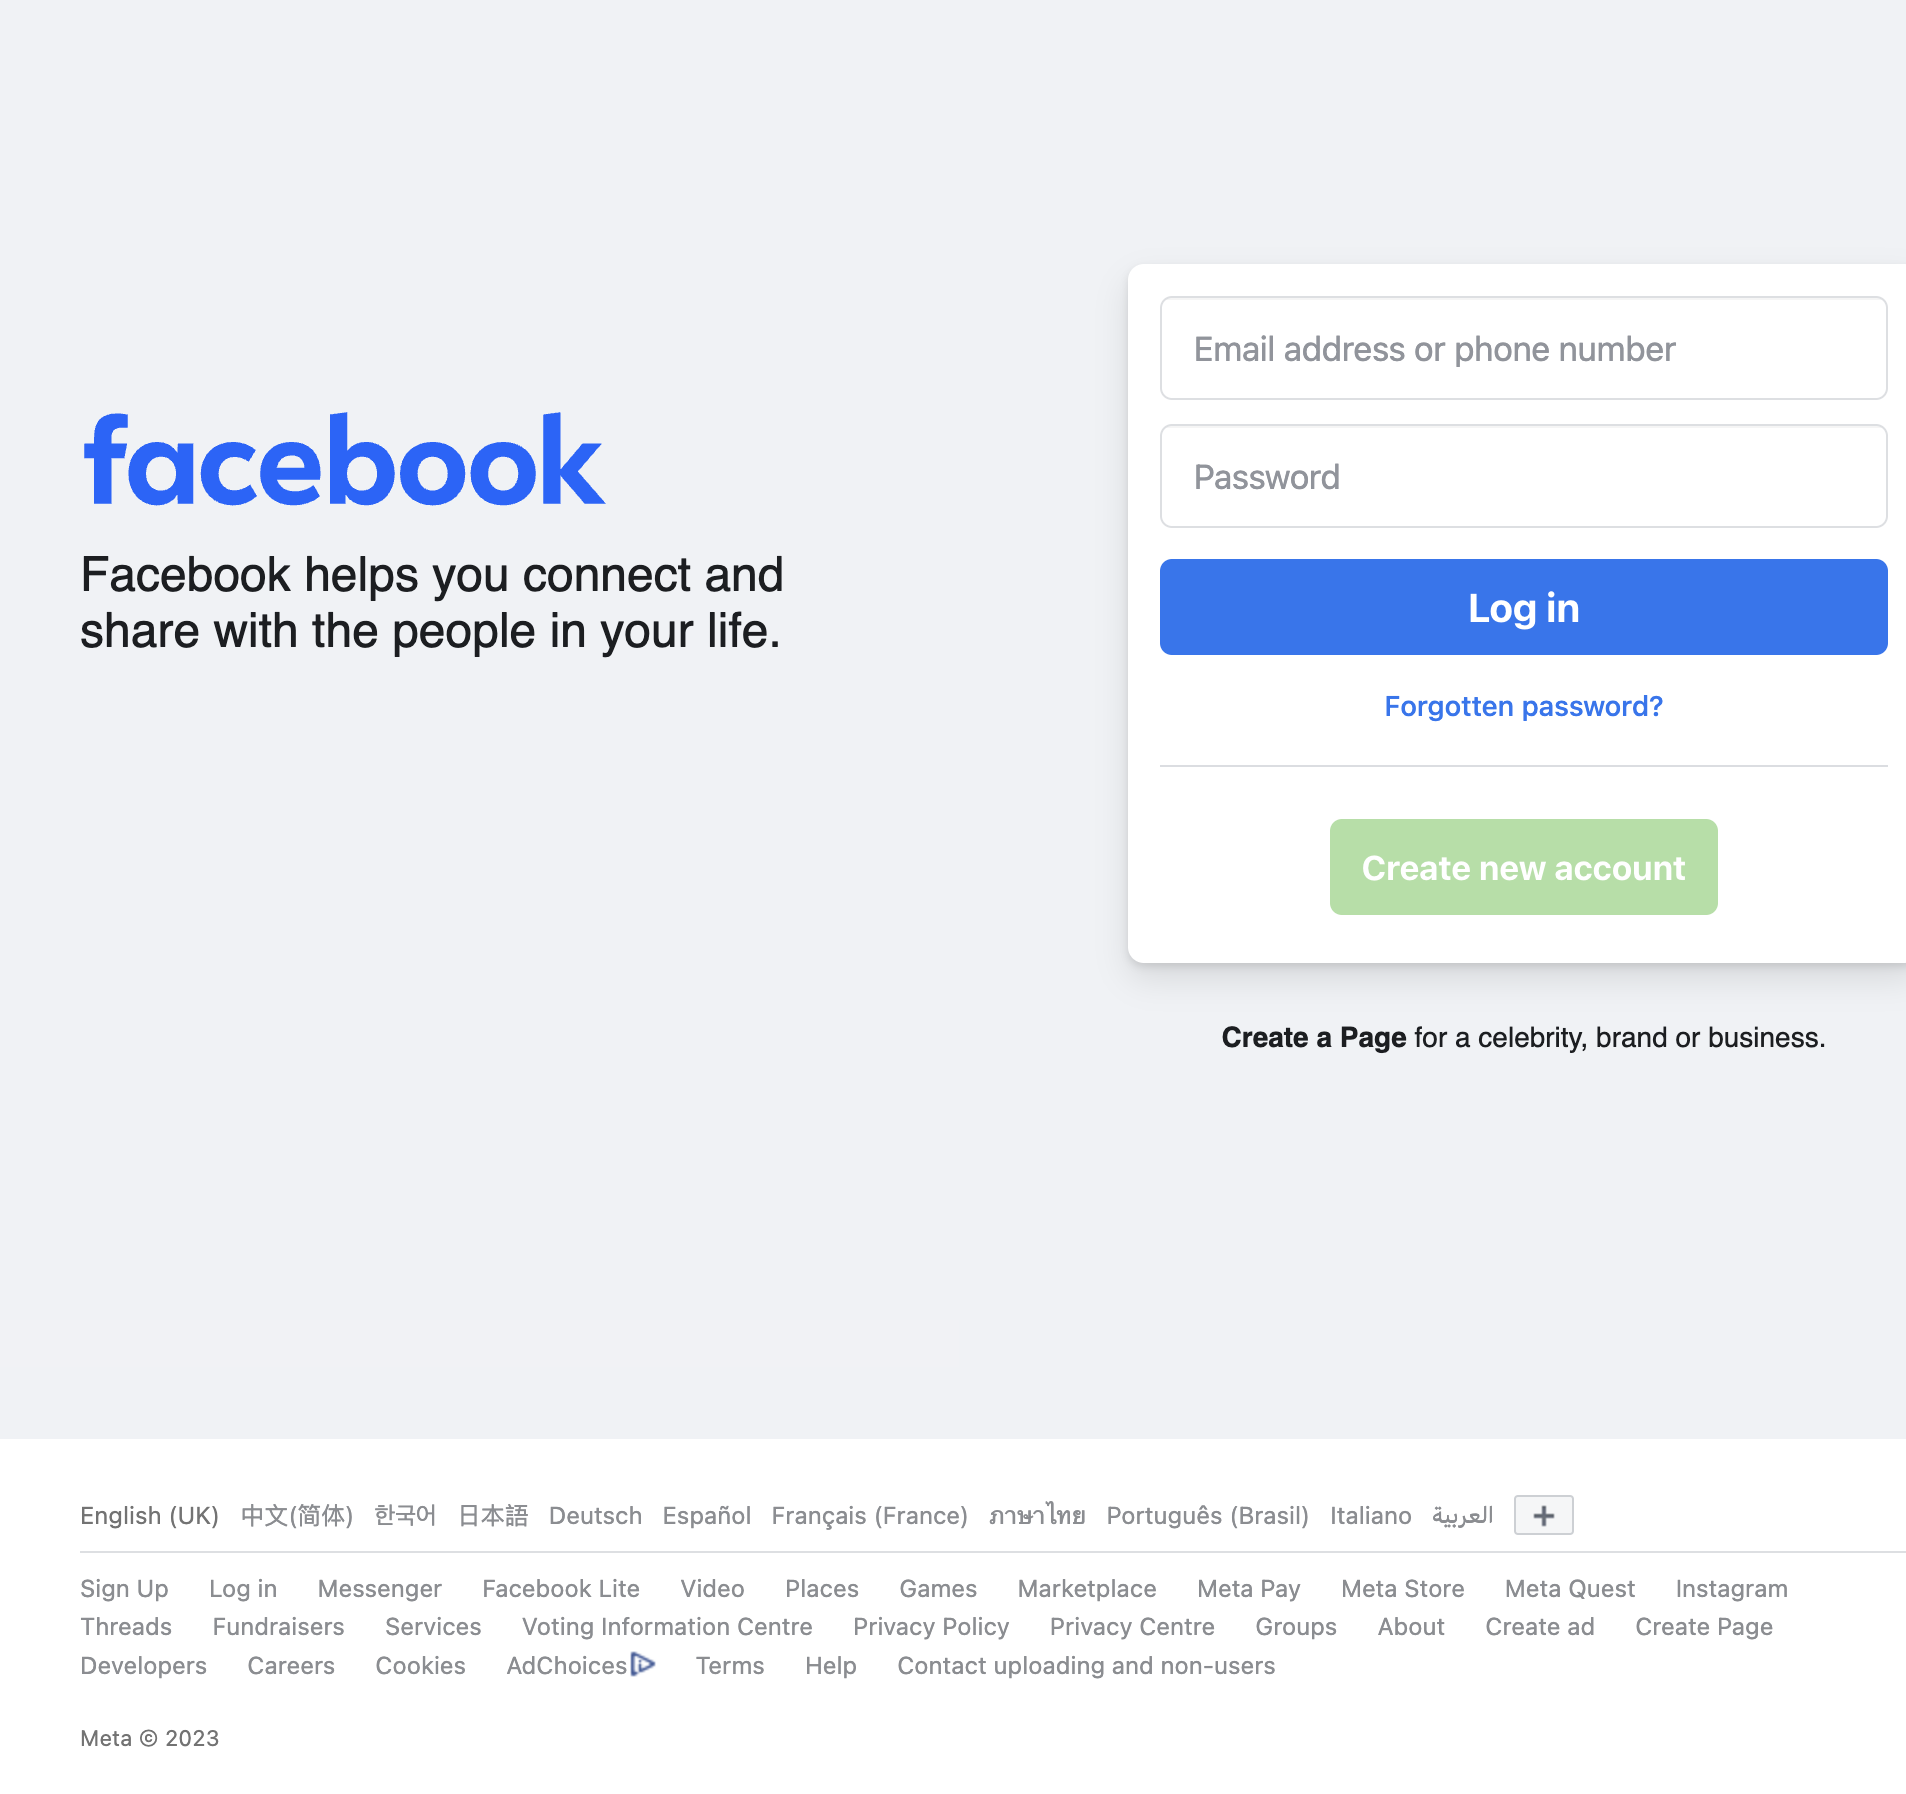 facebook
Facebook helps you connect and
share with the people in your life.
Email address or phone number
Password
Log in
Forgotten password?
Create new account
Create a Page for a celebrity, brand or business.
English (UK) 中文(简体) 한국어 日本語 Deutsch Español Français (France) ภาษาไทย Português (Brasil) Italiano العربية +
Sign Up Log in Messenger Facebook Lite Video Places Games Marketplace Meta Pay Meta Store Meta Quest Instagram
Threads Fundraisers Services Voting Information Centre Privacy Policy Privacy Centre Groups About Create ad Create Page
Developers Careers Cookies AdChoices Terms Help Contact uploading and non-users
Meta © 2023